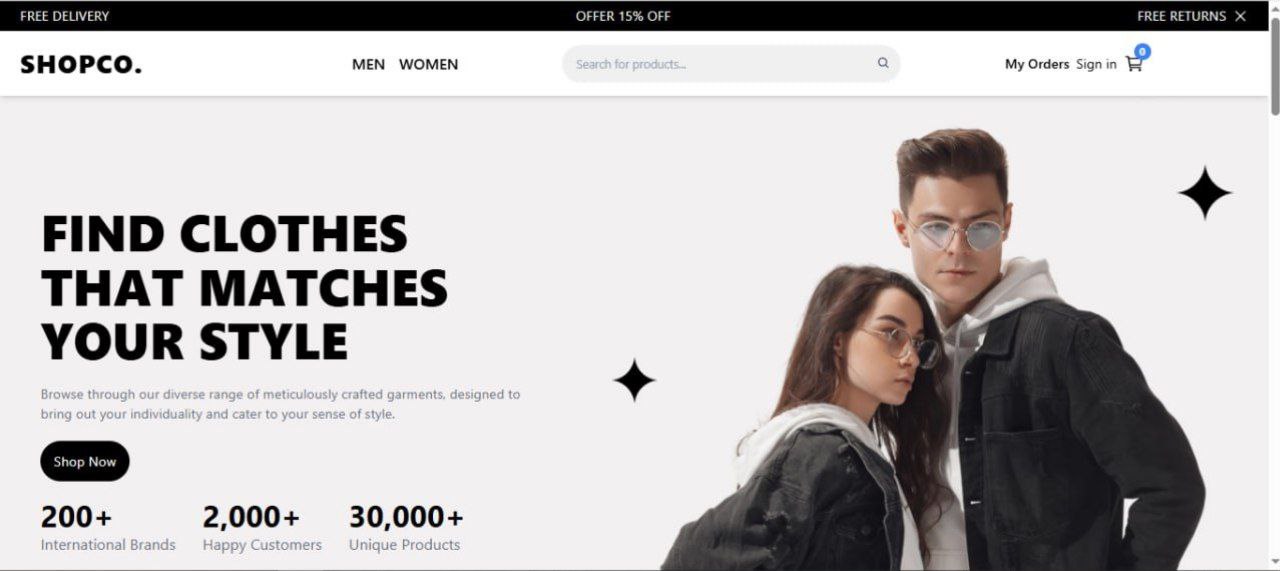 FREE DELIVERY OFFER 15% OFF FREE RETURNS
SHOPCO. MEN WOMEN Search for products... My Orders Sign in 0
FIND CLOTHES
THAT MATCHES
YOUR STYLE
Browse through our diverse range of meticulously crafted garments, designed to
bring out your individuality and cater to your sense of style.
Shop Now
200+ 2,000+ 30,000+
International Brands Happy Customers Unique Products